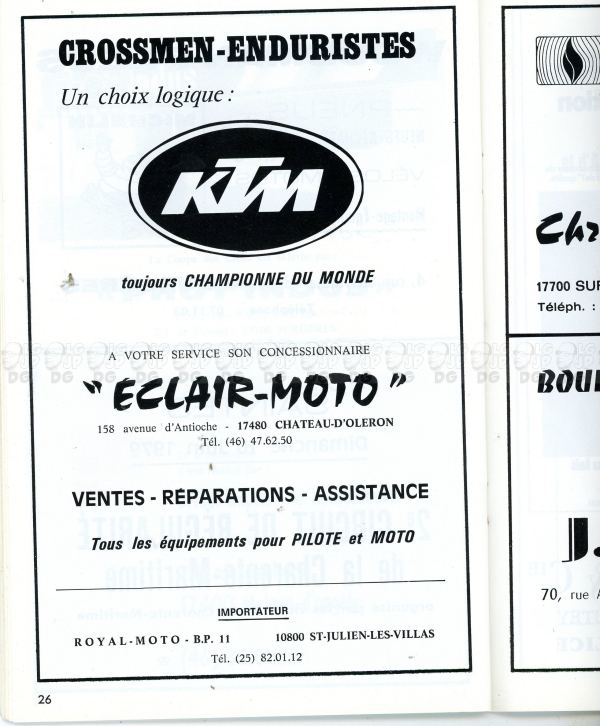 CROSSMEN-ENDURISTES
Un choix logique :
KTM
toujours CHAMPIONNE DU MONDE
A VOTRE SERVICE SON CONCESSIONNAIRE
" ECLAIR-MOTO "
158 avenue d'Antioche - 17480 CHATEAU-D'OLERON
Tél. (46) 47.62.50
VENTES - RÉPARATIONS - ASSISTANCE
Tous les équipements pour PILOTE et MOTO
IMPORTATEUR
ROYAL-MOTO - B.P. 11 10800 ST-JULIEN-LES-VILLAS
Tél. (25) 82.01.12
26
17700
Téléph. :
70, rue